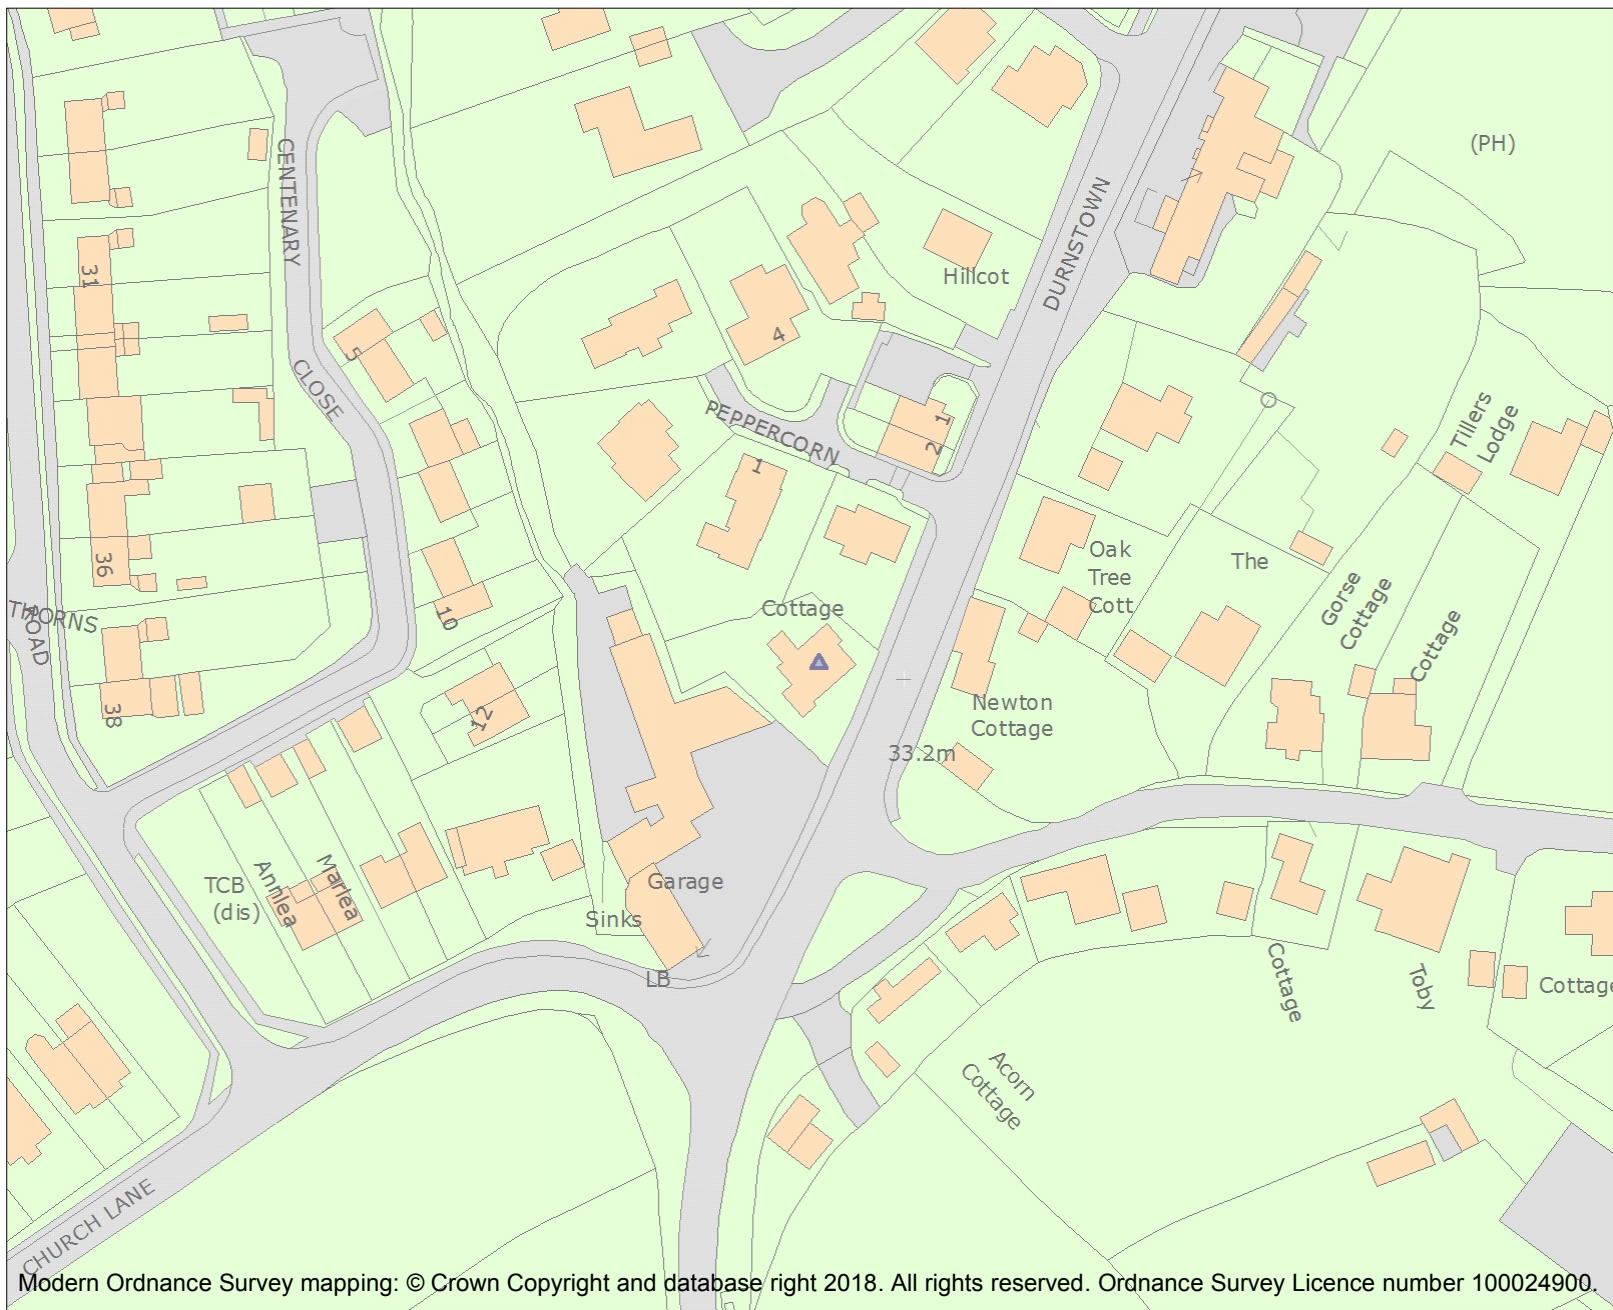 (PH)
CENTENARY
DURNSTOWN
31
Hillcot
4
5
CLOSE
PEPPERCORN
1
2
1
Tillers
Lodge
36
Oak
Tree
Cott
The
Gorse
Cottage
Cottage
THORNS
ROAD
10
Cottage
38
12
Newton
Cottage
33.2m
TCB
(dis)
Annlea
Marlea
Garage
Sinks
LB
Cottage
Toby
Cottage
Acorn
Cottage
CHURCH LANE
Modern Ordnance Survey mapping: © Crown Copyright and database right 2018. All rights reserved. Ordnance Survey Licence number 100024900.